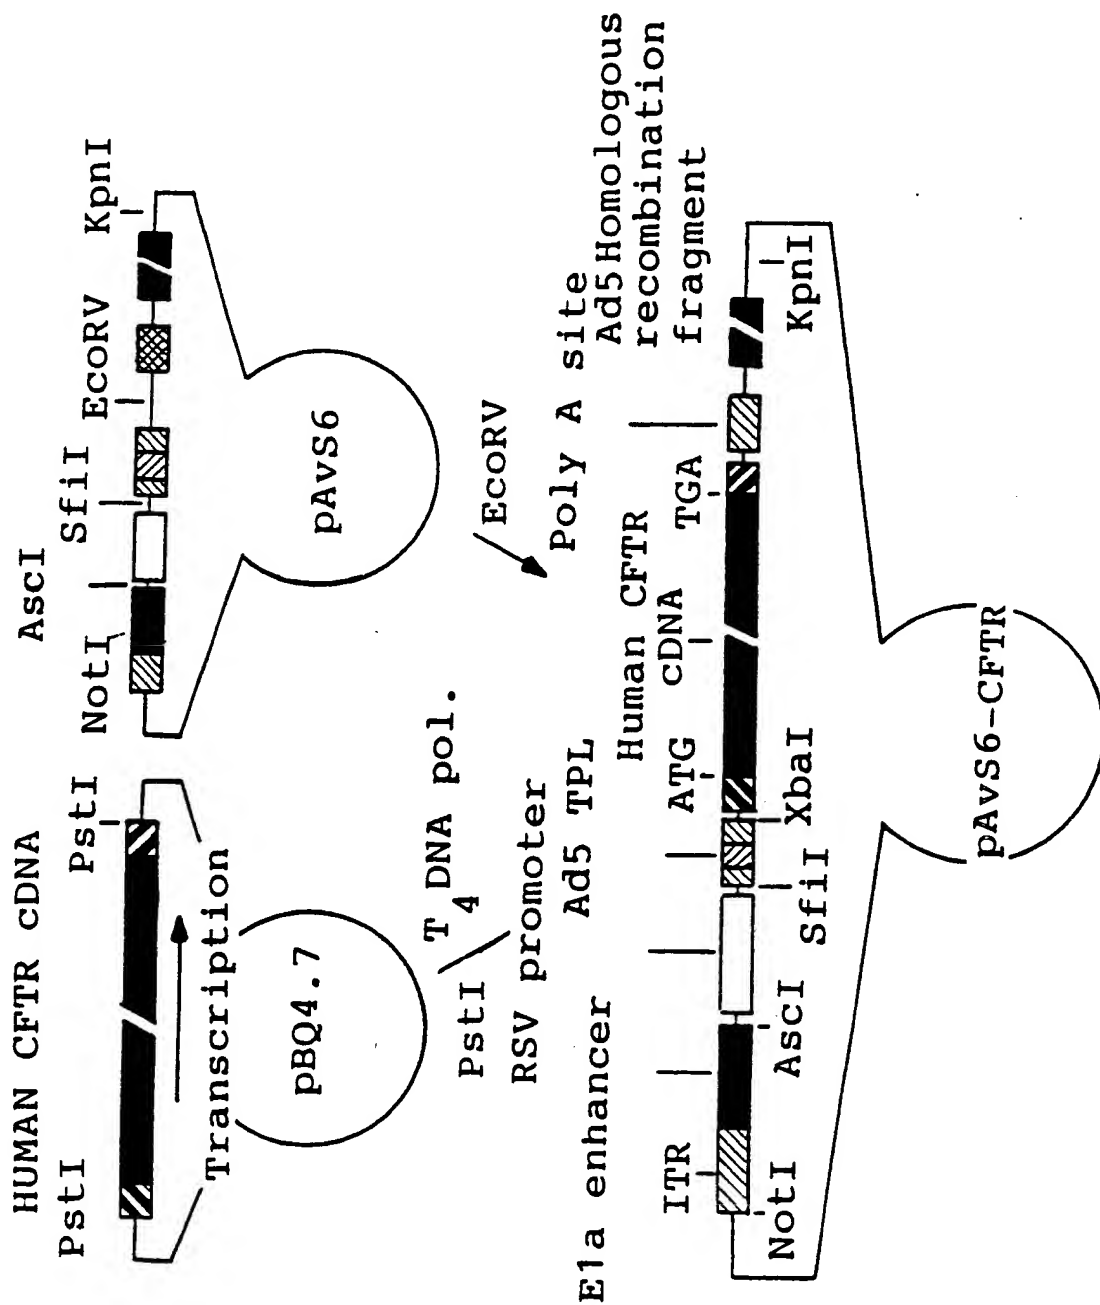 HUMAN CFTR cDNA
PstI
PstI
Transcription
pBQ4.7
AscI
NotI
SfiI
EcoRV
KpnI
pAvS6
PstI
T4 DNA pol.
EcoRV
E1a enhancer
RSV promoter
Ad5 TPL
Poly A site
Ad5 Homologous
recombination
fragment
Human CFTR
cDNA
ITR
ATG
TGA
NotI
AscI
SfiI
XbaI
KpnI
pAvS6-CFTR